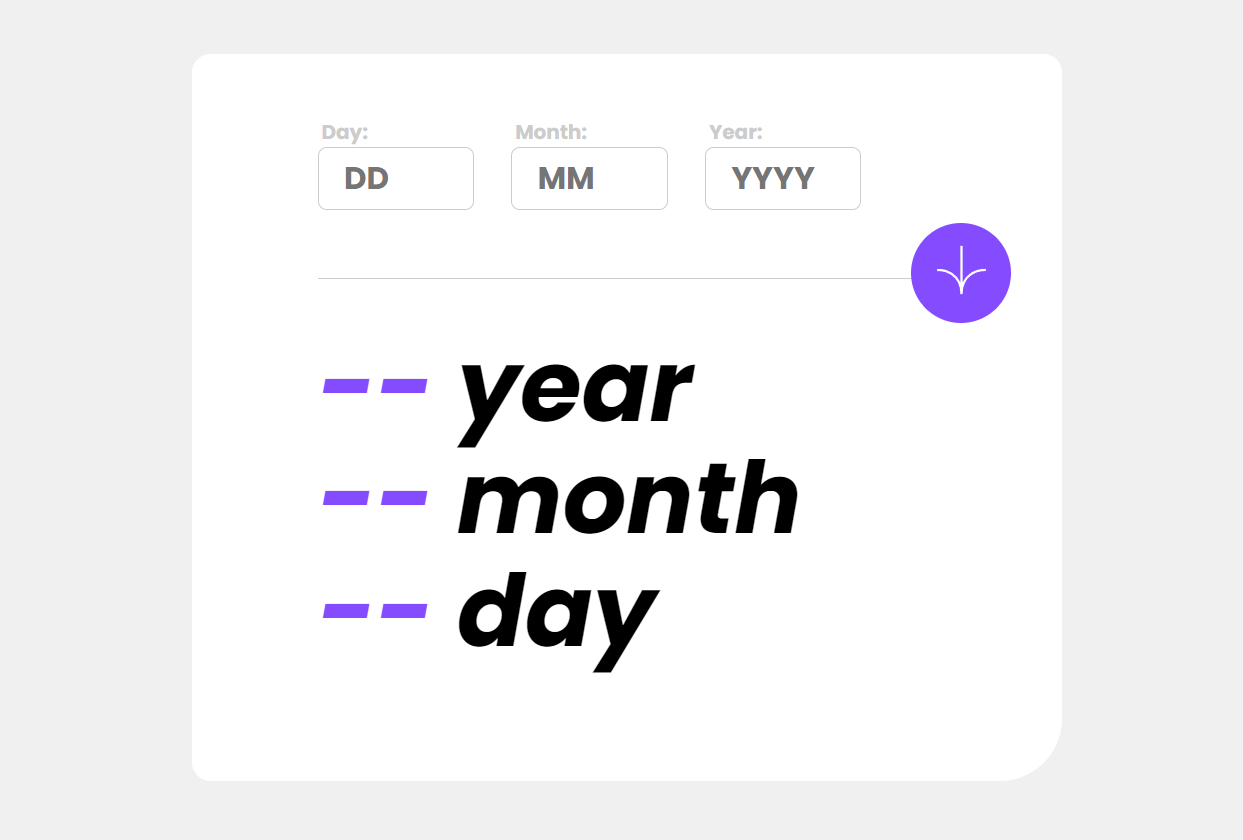 Day: Month: Year:
DD MM YYYY
-- year
-- month
-- day